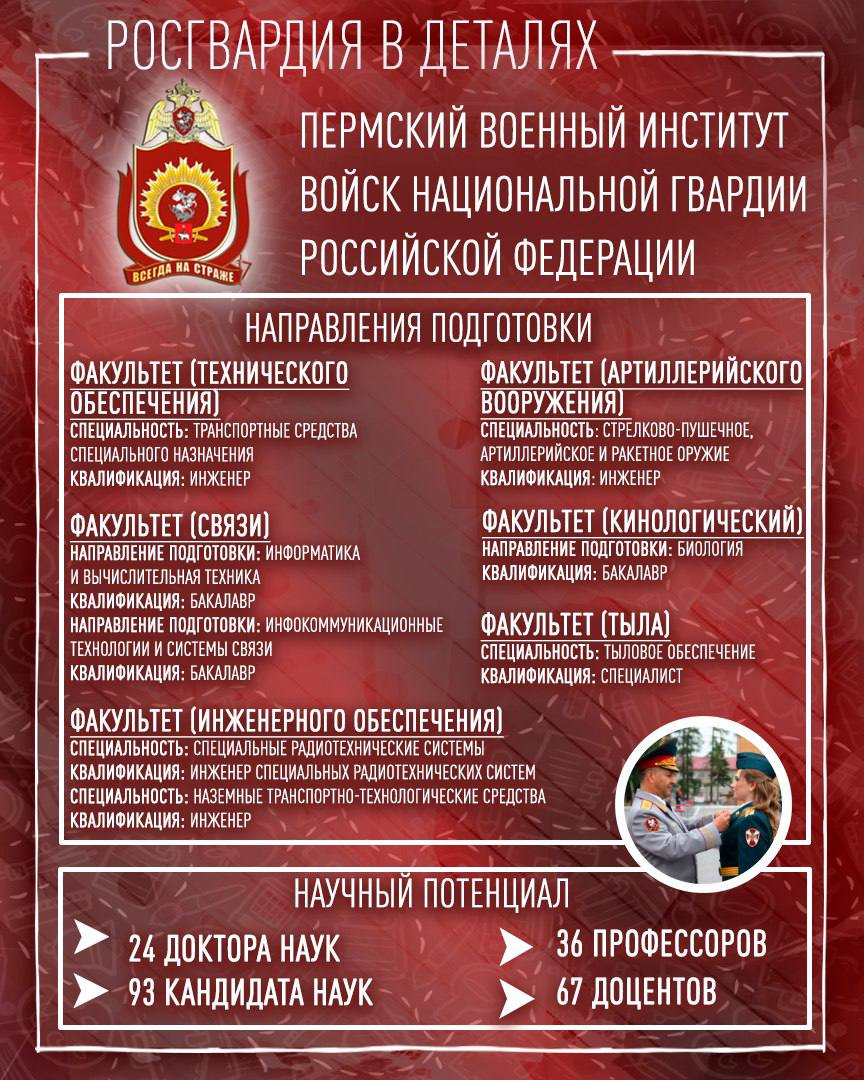 РОСГВАРДИЯ В ДЕТАЛЯХ
ПЕРМСКИЙ ВОЕННЫЙ ИНСТИТУТ
ВОЙСК НАЦИОНАЛЬНОЙ ГВАРДИИ
РОССИЙСКОЙ ФЕДЕРАЦИИ
ВСЕГДА НА СТРАЖЕ
НАПРАВЛЕНИЯ ПОДГОТОВКИ
ФАКУЛЬТЕТ (ТЕХНИЧЕСКОГО
ОБЕСПЕЧЕНИЯ)
СПЕЦИАЛЬНОСТЬ: ТРАНСПОРТНЫЕ СРЕДСТВА
СПЕЦИАЛЬНОГО НАЗНАЧЕНИЯ
КВАЛИФИКАЦИЯ: ИНЖЕНЕР
ФАКУЛЬТЕТ (СВЯЗИ)
НАПРАВЛЕНИЕ ПОДГОТОВКИ: ИНФОРМАТИКА
И ВЫЧИСЛИТЕЛЬНАЯ ТЕХНИКА
КВАЛИФИКАЦИЯ: БАКАЛАВР
НАПРАВЛЕНИЕ ПОДГОТОВКИ: ИНФОКОММУНИКАЦИОННЫЕ
ТЕХНОЛОГИИ И СИСТЕМЫ СВЯЗИ
КВАЛИФИКАЦИЯ: БАКАЛАВР
ФАКУЛЬТЕТ (ИНЖЕНЕРНОГО ОБЕСПЕЧЕНИЯ)
СПЕЦИАЛЬНОСТЬ: СПЕЦИАЛЬНЫЕ РАДИОТЕХНИЧЕСКИЕ СИСТЕМЫ
КВАЛИФИКАЦИЯ: ИНЖЕНЕР СПЕЦИАЛЬНЫХ РАДИОТЕХНИЧЕСКИХ СИСТЕМ
СПЕЦИАЛЬНОСТЬ: НАЗЕМНЫЕ ТРАНСПОРТНО-ТЕХНОЛОГИЧЕСКИЕ СРЕДСТВА
КВАЛИФИКАЦИЯ: ИНЖЕНЕР
ФАКУЛЬТЕТ (АРТИЛЛЕРИЙСКОГО
ВООРУЖЕНИЯ)
СПЕЦИАЛЬНОСТЬ: СТРЕЛКОВО-ПУШЕЧНОЕ,
АРТИЛЛЕРИЙСКОЕ И РАКЕТНОЕ ОРУЖИЕ
КВАЛИФИКАЦИЯ: ИНЖЕНЕР
ФАКУЛЬТЕТ (КИНОЛОГИЧЕСКИЙ)
НАПРАВЛЕНИЕ ПОДГОТОВКИ: БИОЛОГИЯ
КВАЛИФИКАЦИЯ: БАКАЛАВР
ФАКУЛЬТЕТ (ТЫЛА)
СПЕЦИАЛЬНОСТЬ: ТЫЛОВОЕ ОБЕСПЕЧЕНИЕ
КВАЛИФИКАЦИЯ: СПЕЦИАЛИСТ
НАУЧНЫЙ ПОТЕНЦИАЛ
24 ДОКТОРА НАУК
93 КАНДИДАТА НАУК
36 ПРОФЕССОРОВ
67 ДОЦЕНТОВ